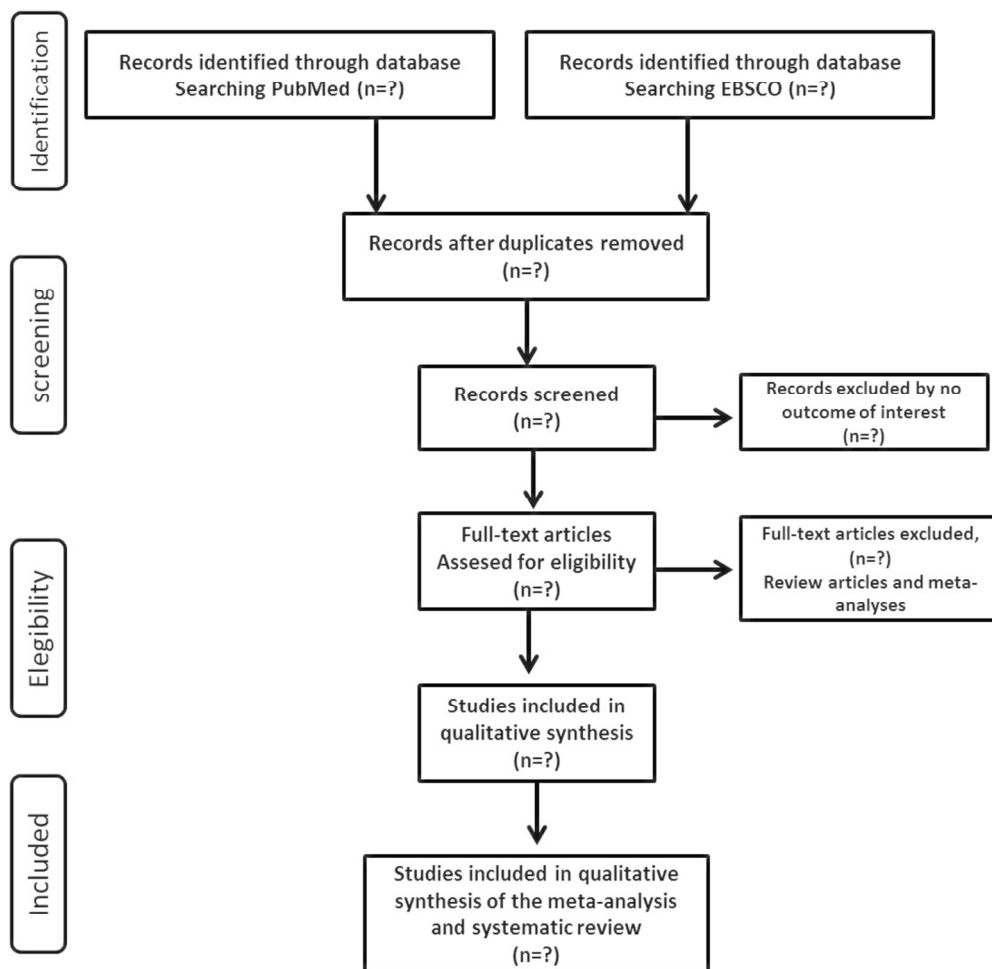 Identification
Records identified through database
Searching PubMed (n=?)
Records identified through database
Searching EBSCO (n=?)
Records after duplicates removed
(n=?)
screening
Records screened
(n=?)
Records excluded by no
outcome of interest
(n=?)
Elegibility
Full-text articles
Assesed for eligibility
(n=?)
Full-text articles excluded,
(n=?)
Review articles and meta-
analyses
Studies included in
qualitative synthesis
(n=?)
Included
Studies included in qualitative
synthesis of the meta-analysis
and systematic review
(n=?)